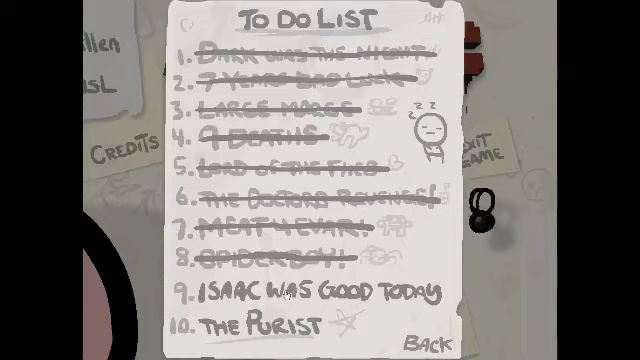 TO DO LIST
1. DARK WAS THE NIGHT
2. 7 YEARS BAD LUCK
3. LARGE MARGE
4. 9 DEATHS
5. LORD OF THE FLIES
6. THE DOCTORS REVENGE!
7. MEAT 4 EVAR!
8. SPIDER BOY!
9. ISAAC WAS GOOD TODAY
10. THE PURIST
BACK
CREDITS
EXIT
GAME
z z
z